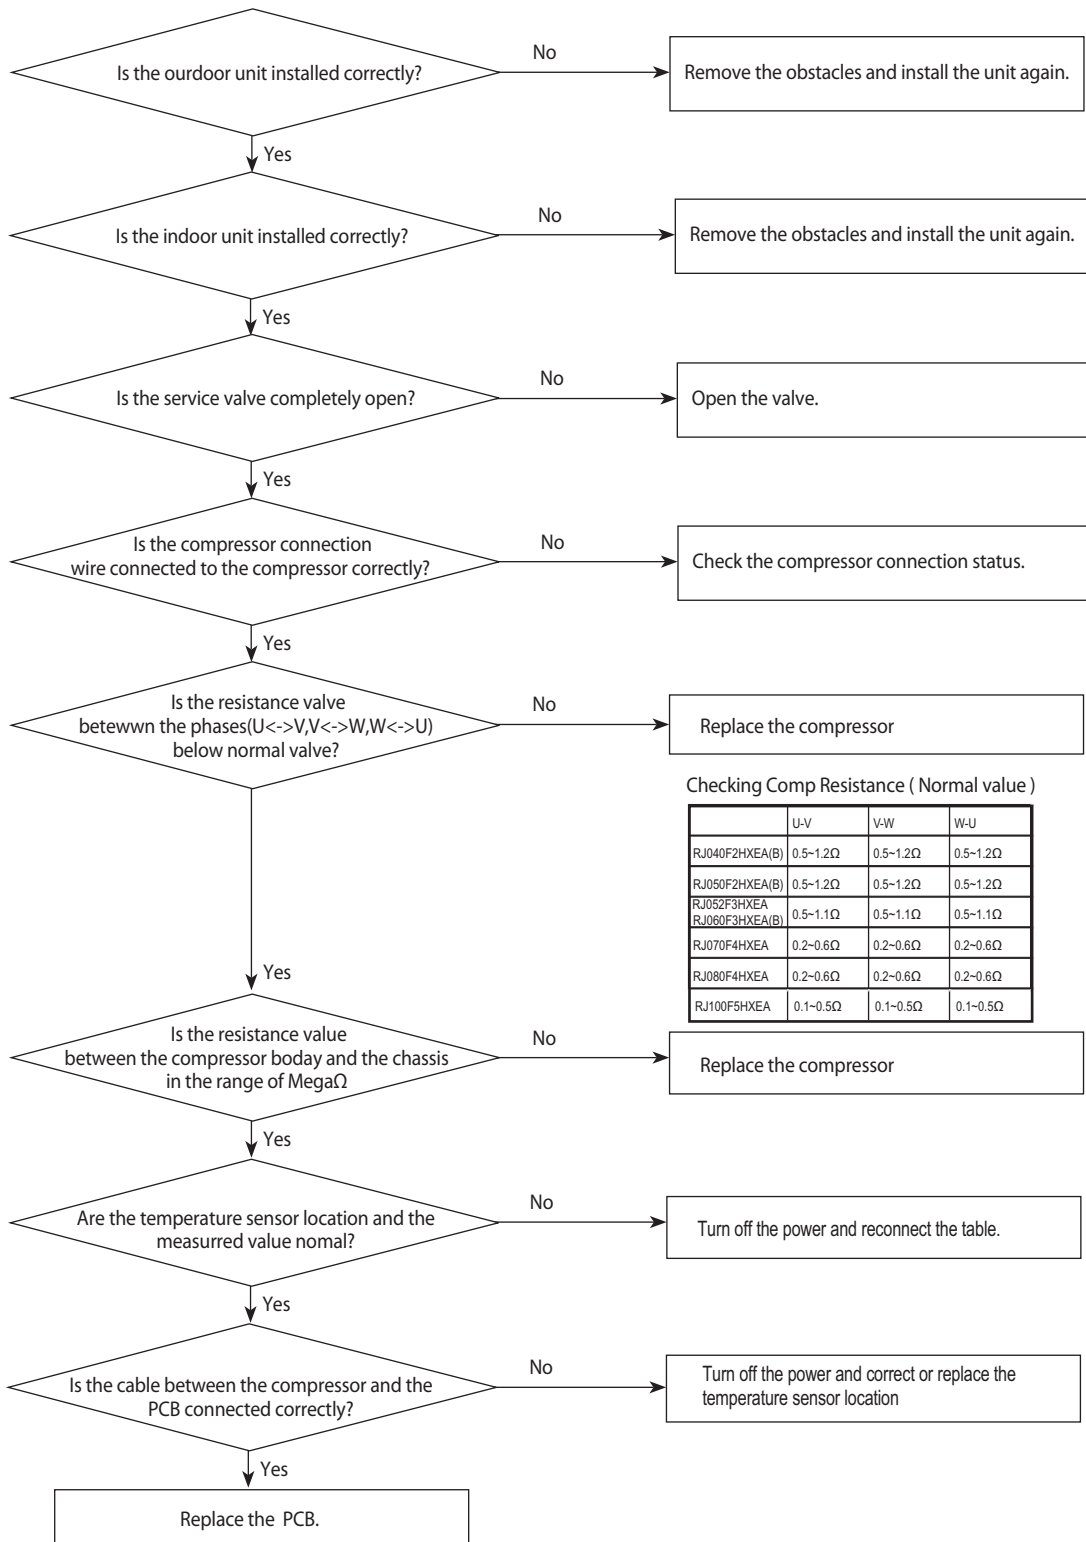 Is the ourdoor unit installed correctly?
No
Remove the obstacles and install the unit again.
Yes
Is the indoor unit installed correctly?
No
Remove the obstacles and install the unit again.
Yes
Is the service valve completely open?
No
Open the valve.
Yes
Is the compressor connection
wire connected to the compressor correctly?
No
Check the compressor connection status.
Yes
Is the resistance valve
betewwn the phases(U<->V,V<->W,W<->U)
below normal valve?
No
Replace the compressor
Checking Comp Resistance ( Normal value )
U-V V-W W-U
RJ040F2HXEA(B) 0.5~1.2Ω 0.5~1.2Ω 0.5~1.2Ω
RJ050F2HXEA(B) 0.5~1.2Ω 0.5~1.2Ω 0.5~1.2Ω
RJ052F3HXEA
RJ060F3HXEA(B) 0.5~1.1Ω 0.5~1.1Ω 0.5~1.1Ω
RJ070F4HXEA 0.2~0.6Ω 0.2~0.6Ω 0.2~0.6Ω
RJ080F4HXEA 0.2~0.6Ω 0.2~0.6Ω 0.2~0.6Ω
RJ100F5HXEA 0.1~0.5Ω 0.1~0.5Ω 0.1~0.5Ω
Yes
Is the resistance value
between the compressor boday and the chassis
in the range of MegaΩ
No
Replace the compressor
Yes
Are the temperature sensor location and the
measurred value nomal?
No
Turn off the power and reconnect the table.
Yes
Is the cable between the compressor and the
PCB connected correctly?
No
Turn off the power and correct or replace the
temperature sensor location
Yes
Replace the PCB.